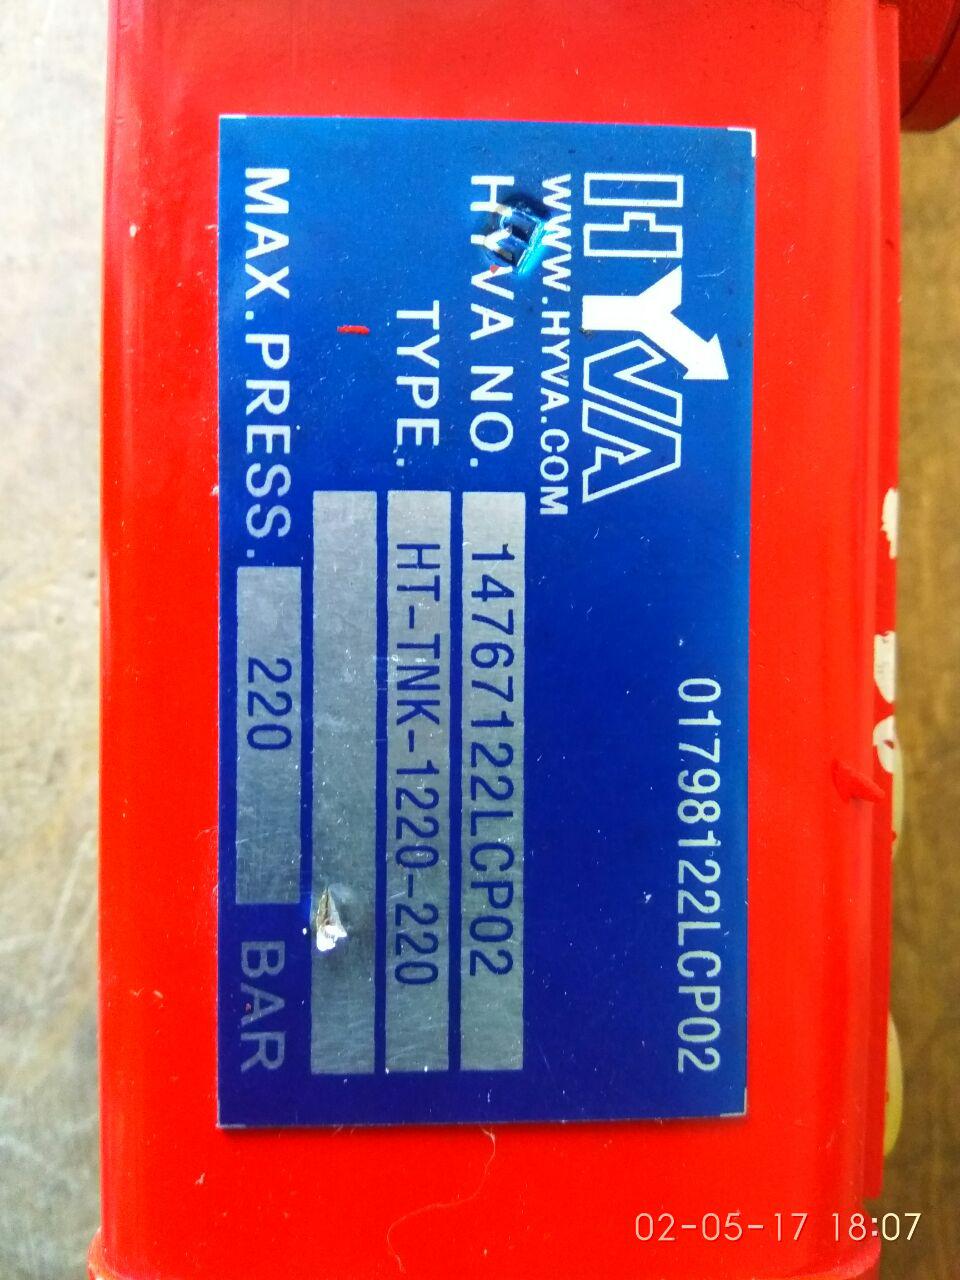 HYVA
WWW.HYVA.COM
01798122LCP02
HYVA NO. 14767122LCP02
TYPE. HT-TNK-1220-220
MAX.PRESS. 220 BAR
02-05-17 18:07